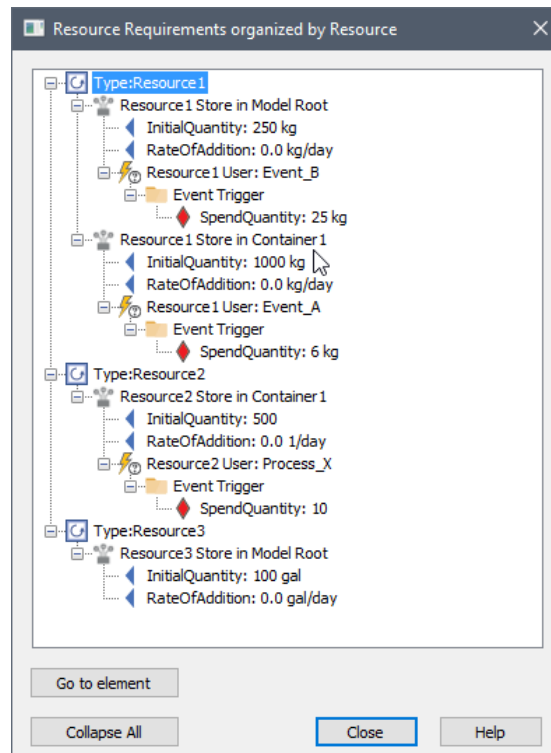 Resource Requirements organized by Resource
Type:Resource1
Resource1 Store in Model Root
InitialQuantity: 250 kg
RateOfAddition: 0.0 kg/day
Resource1 User: Event_B
Event Trigger
SpendQuantity: 25 kg
Resource1 Store in Container1
InitialQuantity: 1000 kg
RateOfAddition: 0.0 kg/day
Resource1 User: Event_A
Event Trigger
SpendQuantity: 6 kg
Type:Resource2
Resource2 Store in Container1
InitialQuantity: 500
RateOfAddition: 0.0 1/day
Resource2 User: Process_X
Event Trigger
SpendQuantity: 10
Type:Resource3
Resource3 Store in Model Root
InitialQuantity: 100 gal
RateOfAddition: 0.0 gal/day
Go to element
Collapse All Close Help